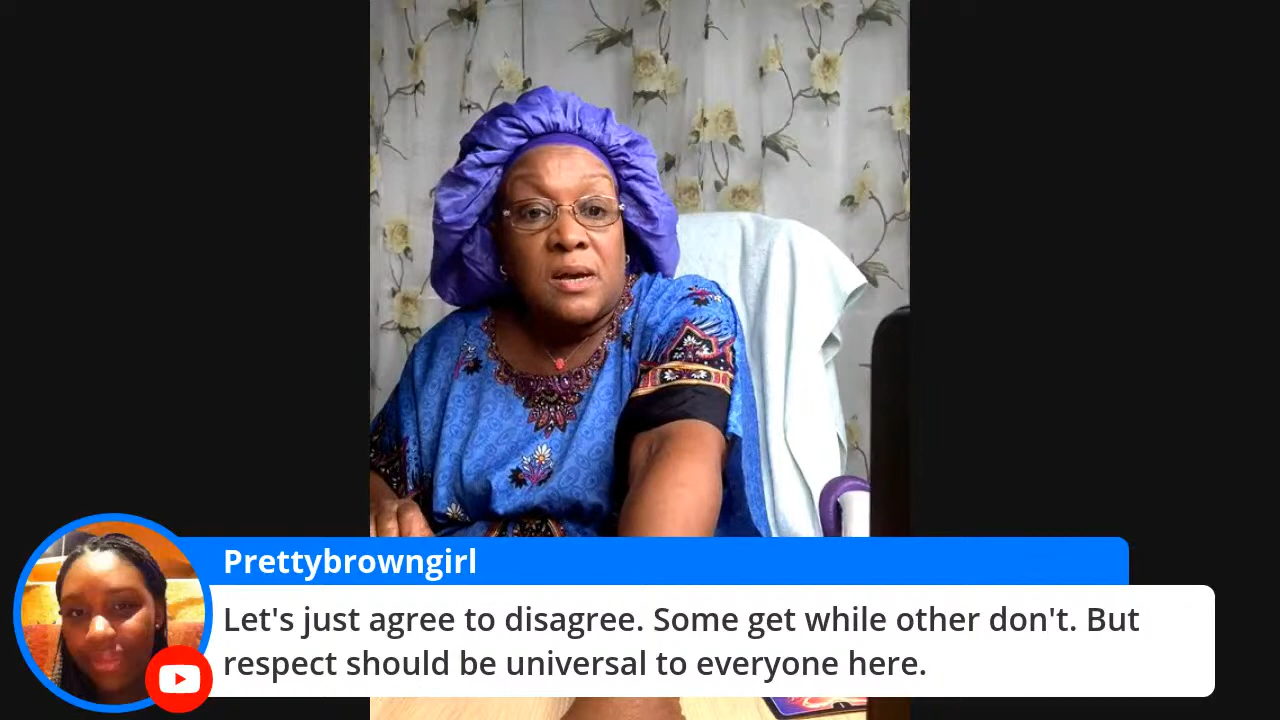 Prettybrowngirl
Let's just agree to disagree. Some get while other don't. But
respect should be universal to everyone here.